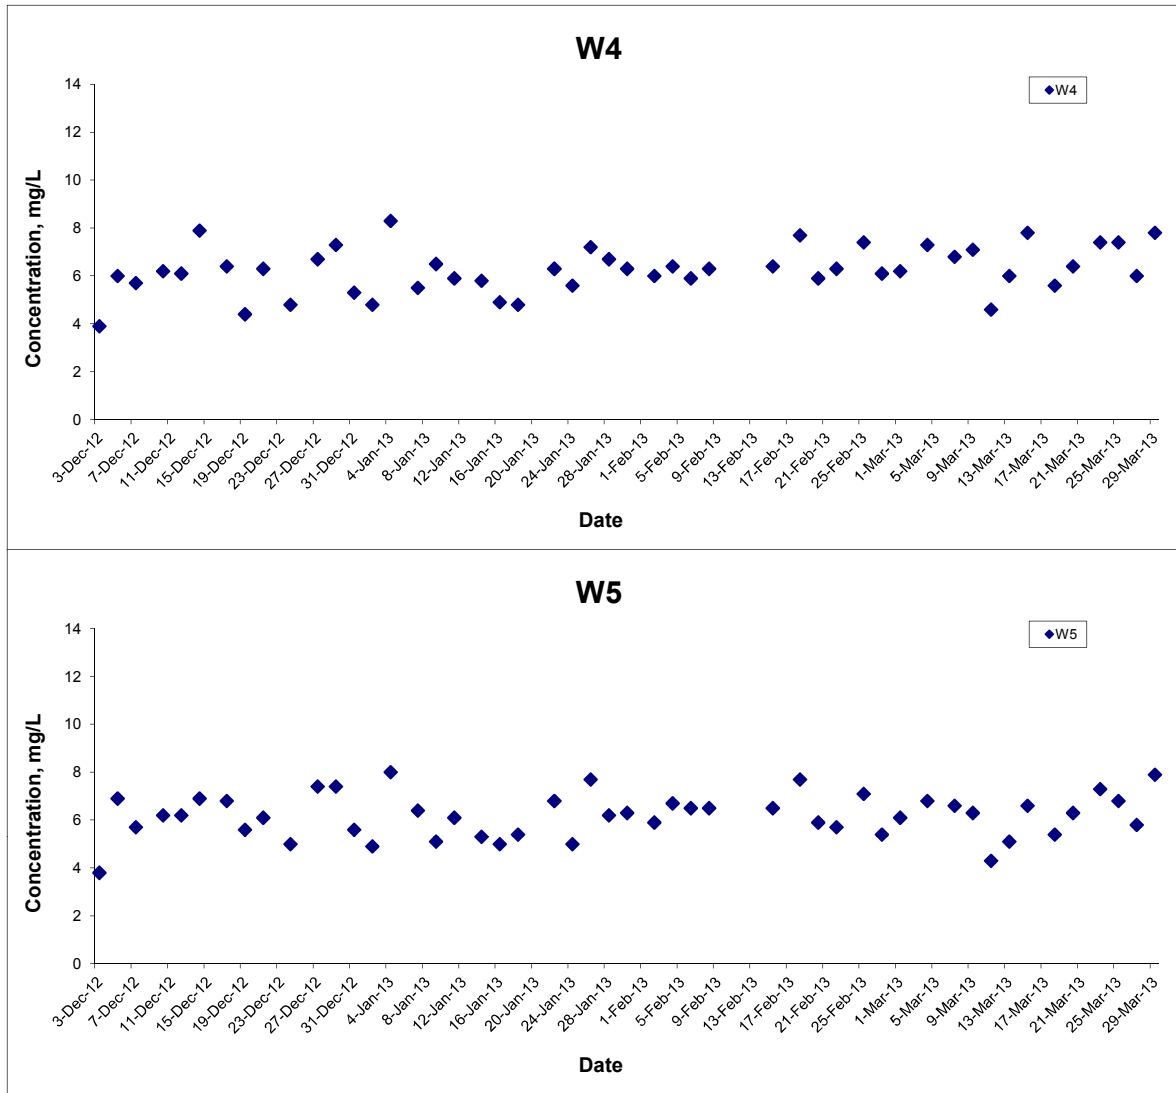 W4
W4
14
12
10
8
6
4
2
0
Concentration, mg/L
3-Dec-12
7-Dec-12
11-Dec-12
15-Dec-12
19-Dec-12
23-Dec-12
27-Dec-12
31-Dec-12
4-Jan-13
8-Jan-13
12-Jan-13
16-Jan-13
20-Jan-13
24-Jan-13
28-Jan-13
1-Feb-13
5-Feb-13
9-Feb-13
13-Feb-13
17-Feb-13
21-Feb-13
25-Feb-13
1-Mar-13
5-Mar-13
9-Mar-13
13-Mar-13
17-Mar-13
21-Mar-13
25-Mar-13
29-Mar-13
Date
W5
W5
14
12
10
8
6
4
2
0
Concentration, mg/L
3-Dec-12
7-Dec-12
11-Dec-12
15-Dec-12
19-Dec-12
23-Dec-12
27-Dec-12
31-Dec-12
4-Jan-13
8-Jan-13
12-Jan-13
16-Jan-13
20-Jan-13
24-Jan-13
28-Jan-13
1-Feb-13
5-Feb-13
9-Feb-13
13-Feb-13
17-Feb-13
21-Feb-13
25-Feb-13
1-Mar-13
5-Mar-13
9-Mar-13
13-Mar-13
17-Mar-13
21-Mar-13
25-Mar-13
29-Mar-13
Date